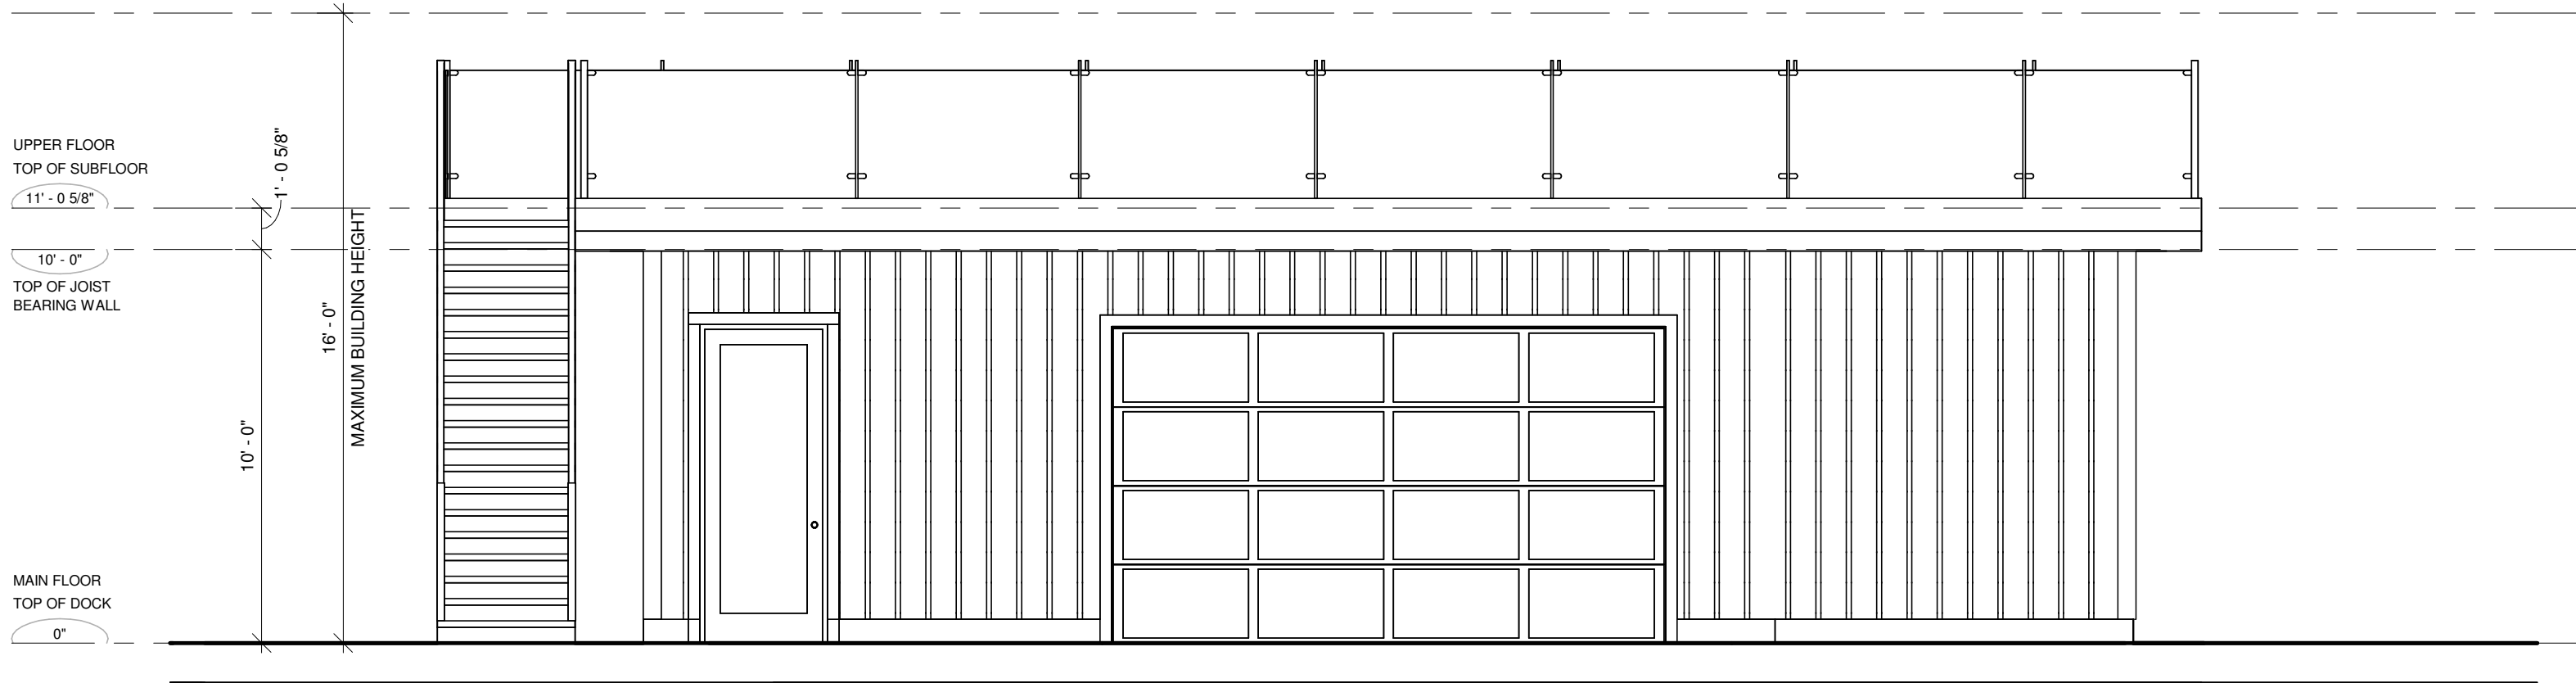 UPPER FLOOR
TOP OF SUBFLOOR
11' - 0 5/8"
10' - 0"
TOP OF JOIST
BEARING WALL
MAIN FLOOR
TOP OF DOCK
0"
10' - 0"
1' - 0 5/8"
16' - 0"
MAXIMUM BUILDING HEIGHT